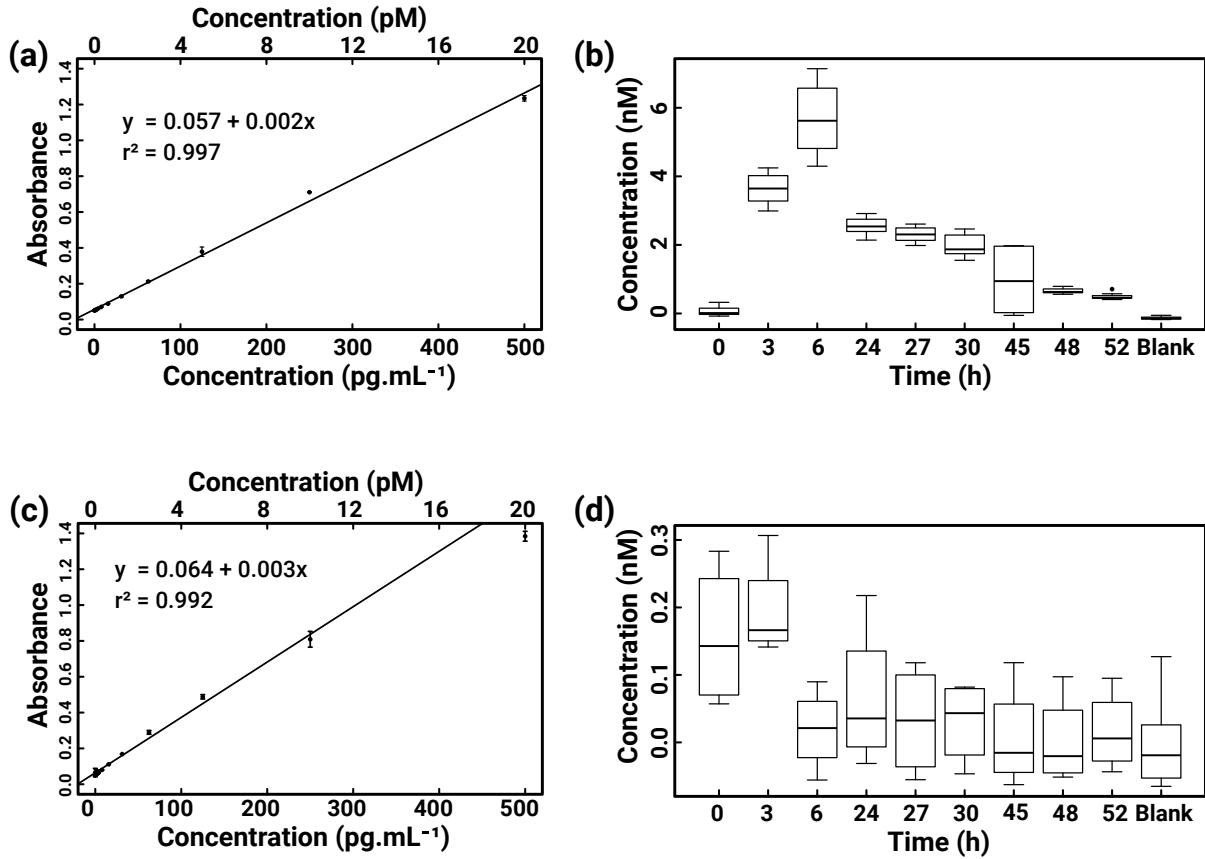 Concentration (pM)
0 4 8 12 16 20
(a)
Absorbance
1.4
1.2
1.0
0.8
0.6
0.4
0.2
0.0
y = 0.057 + 0.002x
r² = 0.997
0 100 200 300 400 500
Concentration (pg.mL⁻¹)
(b)
Concentration (nM)
6
4
2
0
0 3 6 24 27 30 45 48 52 Blank
Time (h)
Concentration (pM)
0 4 8 12 16 20
(c)
Absorbance
1.4
1.2
1.0
0.8
0.6
0.4
0.2
0.0
y = 0.064 + 0.003x
r² = 0.992
0 100 200 300 400 500
Concentration (pg.mL⁻¹)
(d)
Concentration (nM)
0.3
0.2
0.1
0.0
0 3 6 24 27 30 45 48 52 Blank
Time (h)